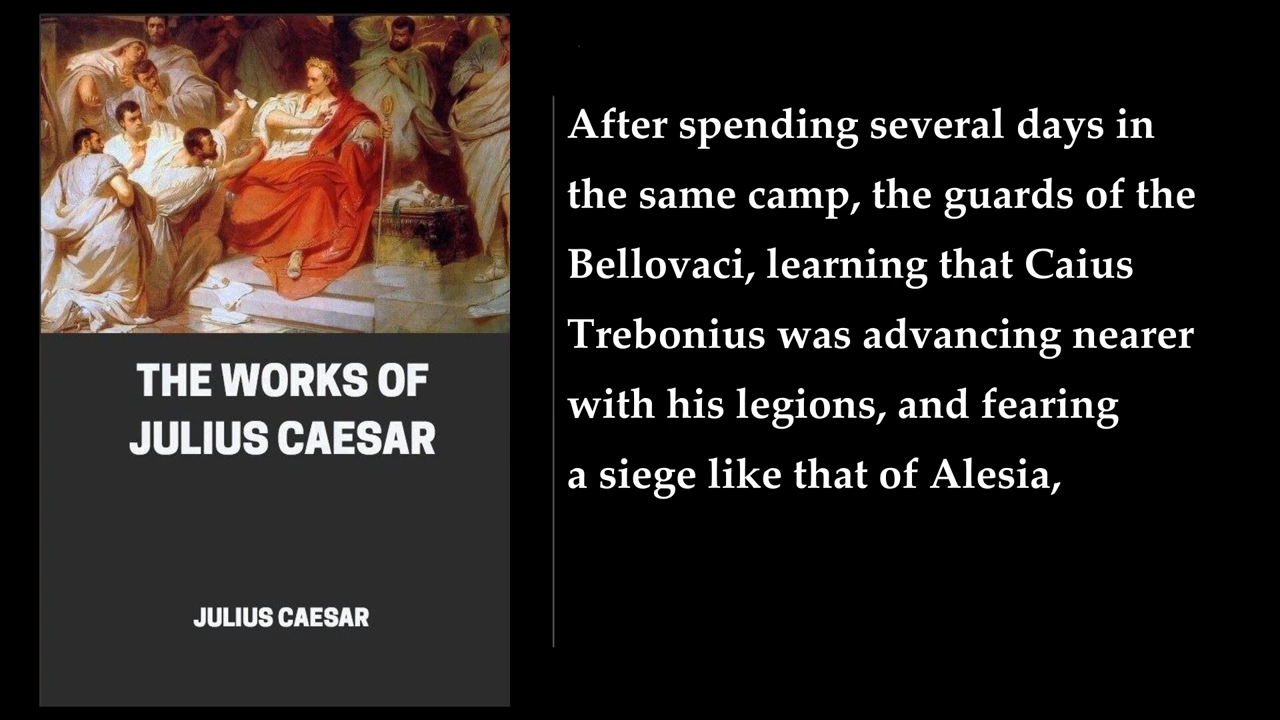 THE WORKS OF
JULIUS CAESAR
JULIUS CAESAR
After spending several days in
the same camp, the guards of the
Bellovaci, learning that Caius
Trebonius was advancing nearer
with his legions, and fearing
a siege like that of Alesia,